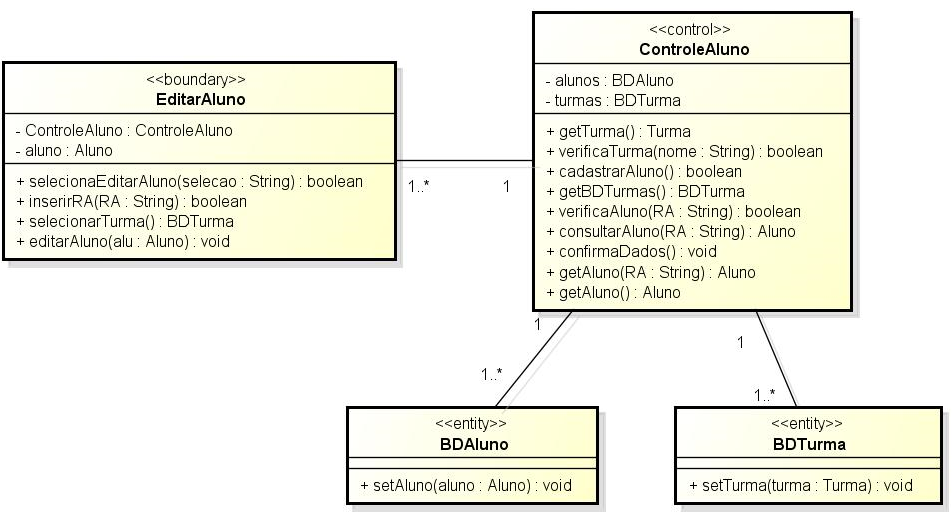 <<boundary>>
EditarAluno
- ControleAluno : ControleAluno
- aluno : Aluno
+ selecionaEditarAluno(selecao : String) : boolean
+ inserirRA(RA : String) : boolean
+ selecionarTurma() : BDTurma
+ editarAluno(alu : Aluno) : void
1..*
1
<<control>>
ControleAluno
- alunos : BDAluno
- turmas : BDTurma
+ getTurma() : Turma
+ verificaTurma(nome : String) : boolean
+ cadastrarAluno() : boolean
+ getBDTurmas() : BDTurma
+ verificaAluno(RA : String) : boolean
+ consultarAluno(RA : String) : Aluno
+ confirmaDados() : void
+ getAluno(RA : String) : Aluno
+ getAluno() : Aluno
1
1..*
1
1..*
<<entity>>
BDAluno
+ setAluno(aluno : Aluno) : void
<<entity>>
BDTurma
+ setTurma(turma : Turma) : void